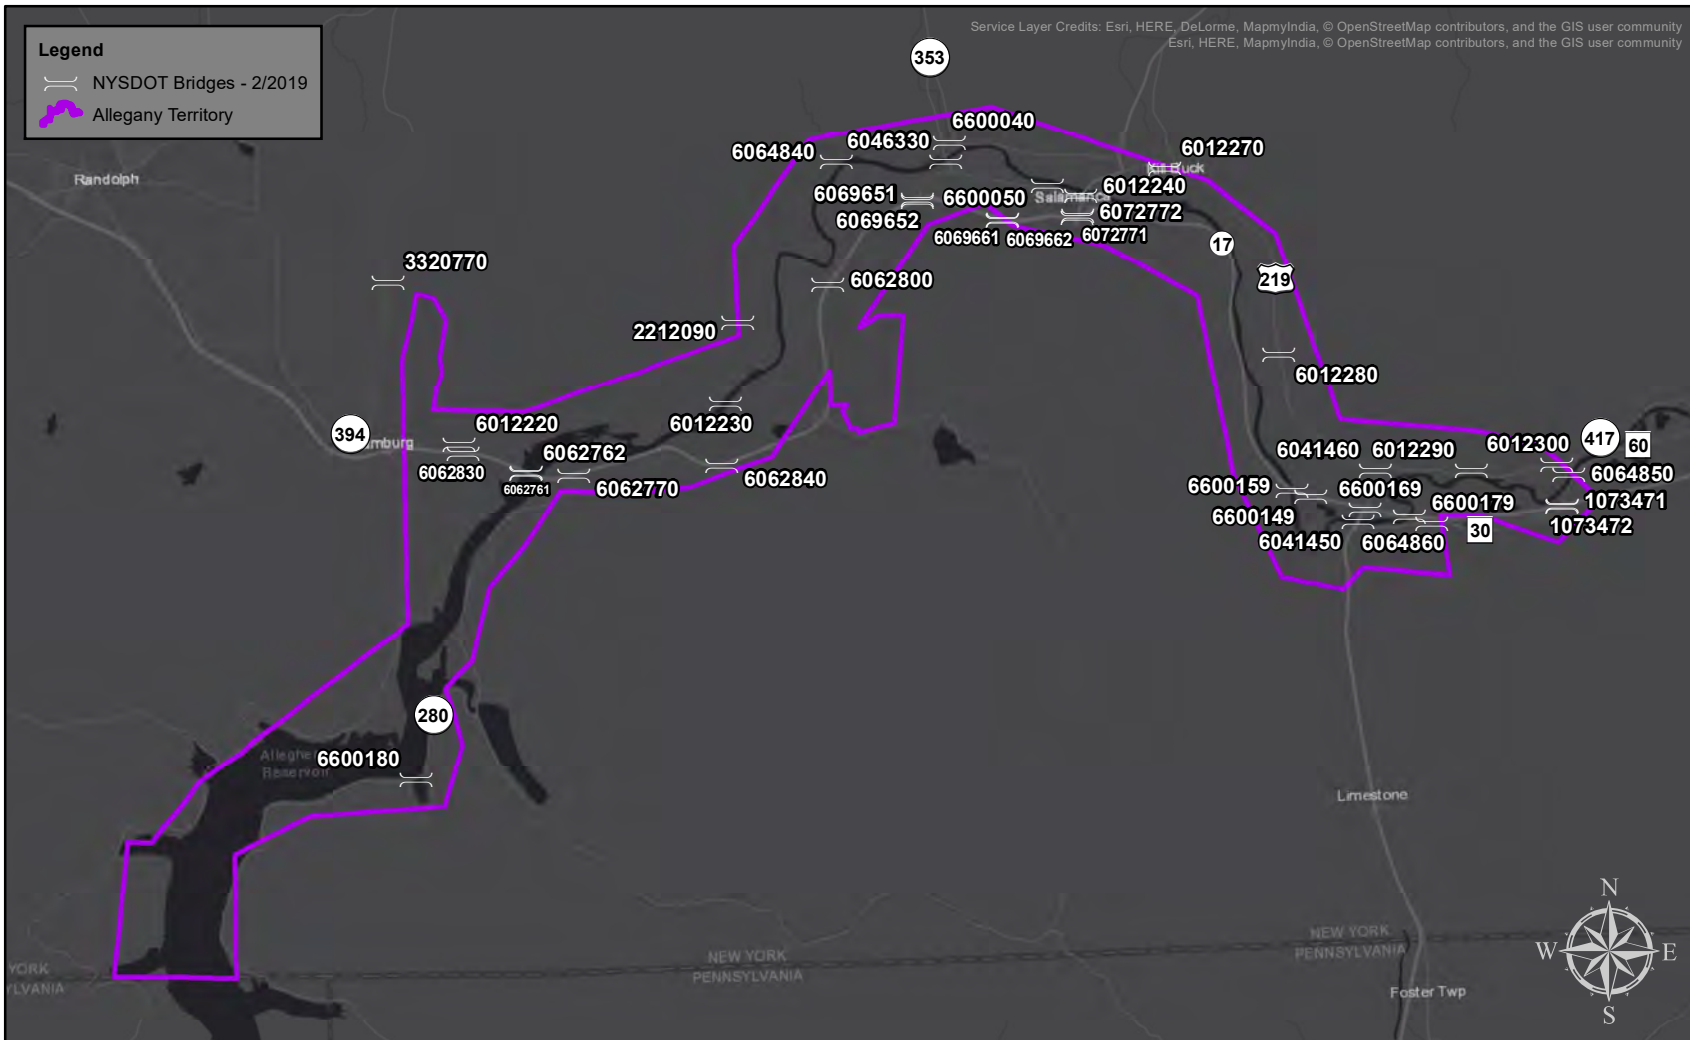 Service Layer Credits: Esri, HERE, DeLorme, MapmyIndia, © OpenStreetMap contributors, and the GIS user community
Esri, HERE, MapmyIndia, © OpenStreetMap contributors, and the GIS user community
Legend
NYSDOT Bridges - 2/2019
Allegany Territory
353
6600040
6046330
6064840
6012270
Randolph
6012240
6069651
6600050
Salamanca
6069652
6072772
6069661
6069662
6072771
17
3320770
6062800
219
2212090
6012280
394
6012220
6012230
417
60
6041460
6012290
6012300
6062762
6062830
6062761
6062770
6062840
6064850
6600159
6600169
6600179
1073471
6600149
30
1073472
6041450
6064860
280
6600180
Reservoir
Limestone
N
W
E
S
NEW YORK
PENNSYLVANIA
NEW YORK
PENNSYLVANIA
YORK
Foster Twp